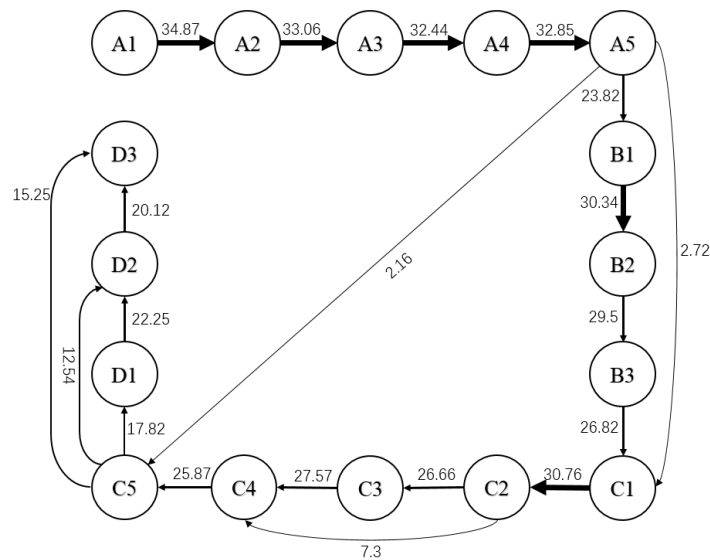 A1
34.87
A2
33.06
A3
32.44
A4
32.85
A5
23.82
D3
B1
15.25
20.12
30.34
D2
B2
2.16
2.72
22.25
29.5
12.54
D1
B3
17.82
26.82
C5
25.87
C4
27.57
C3
26.66
C2
30.76
C1
7.3